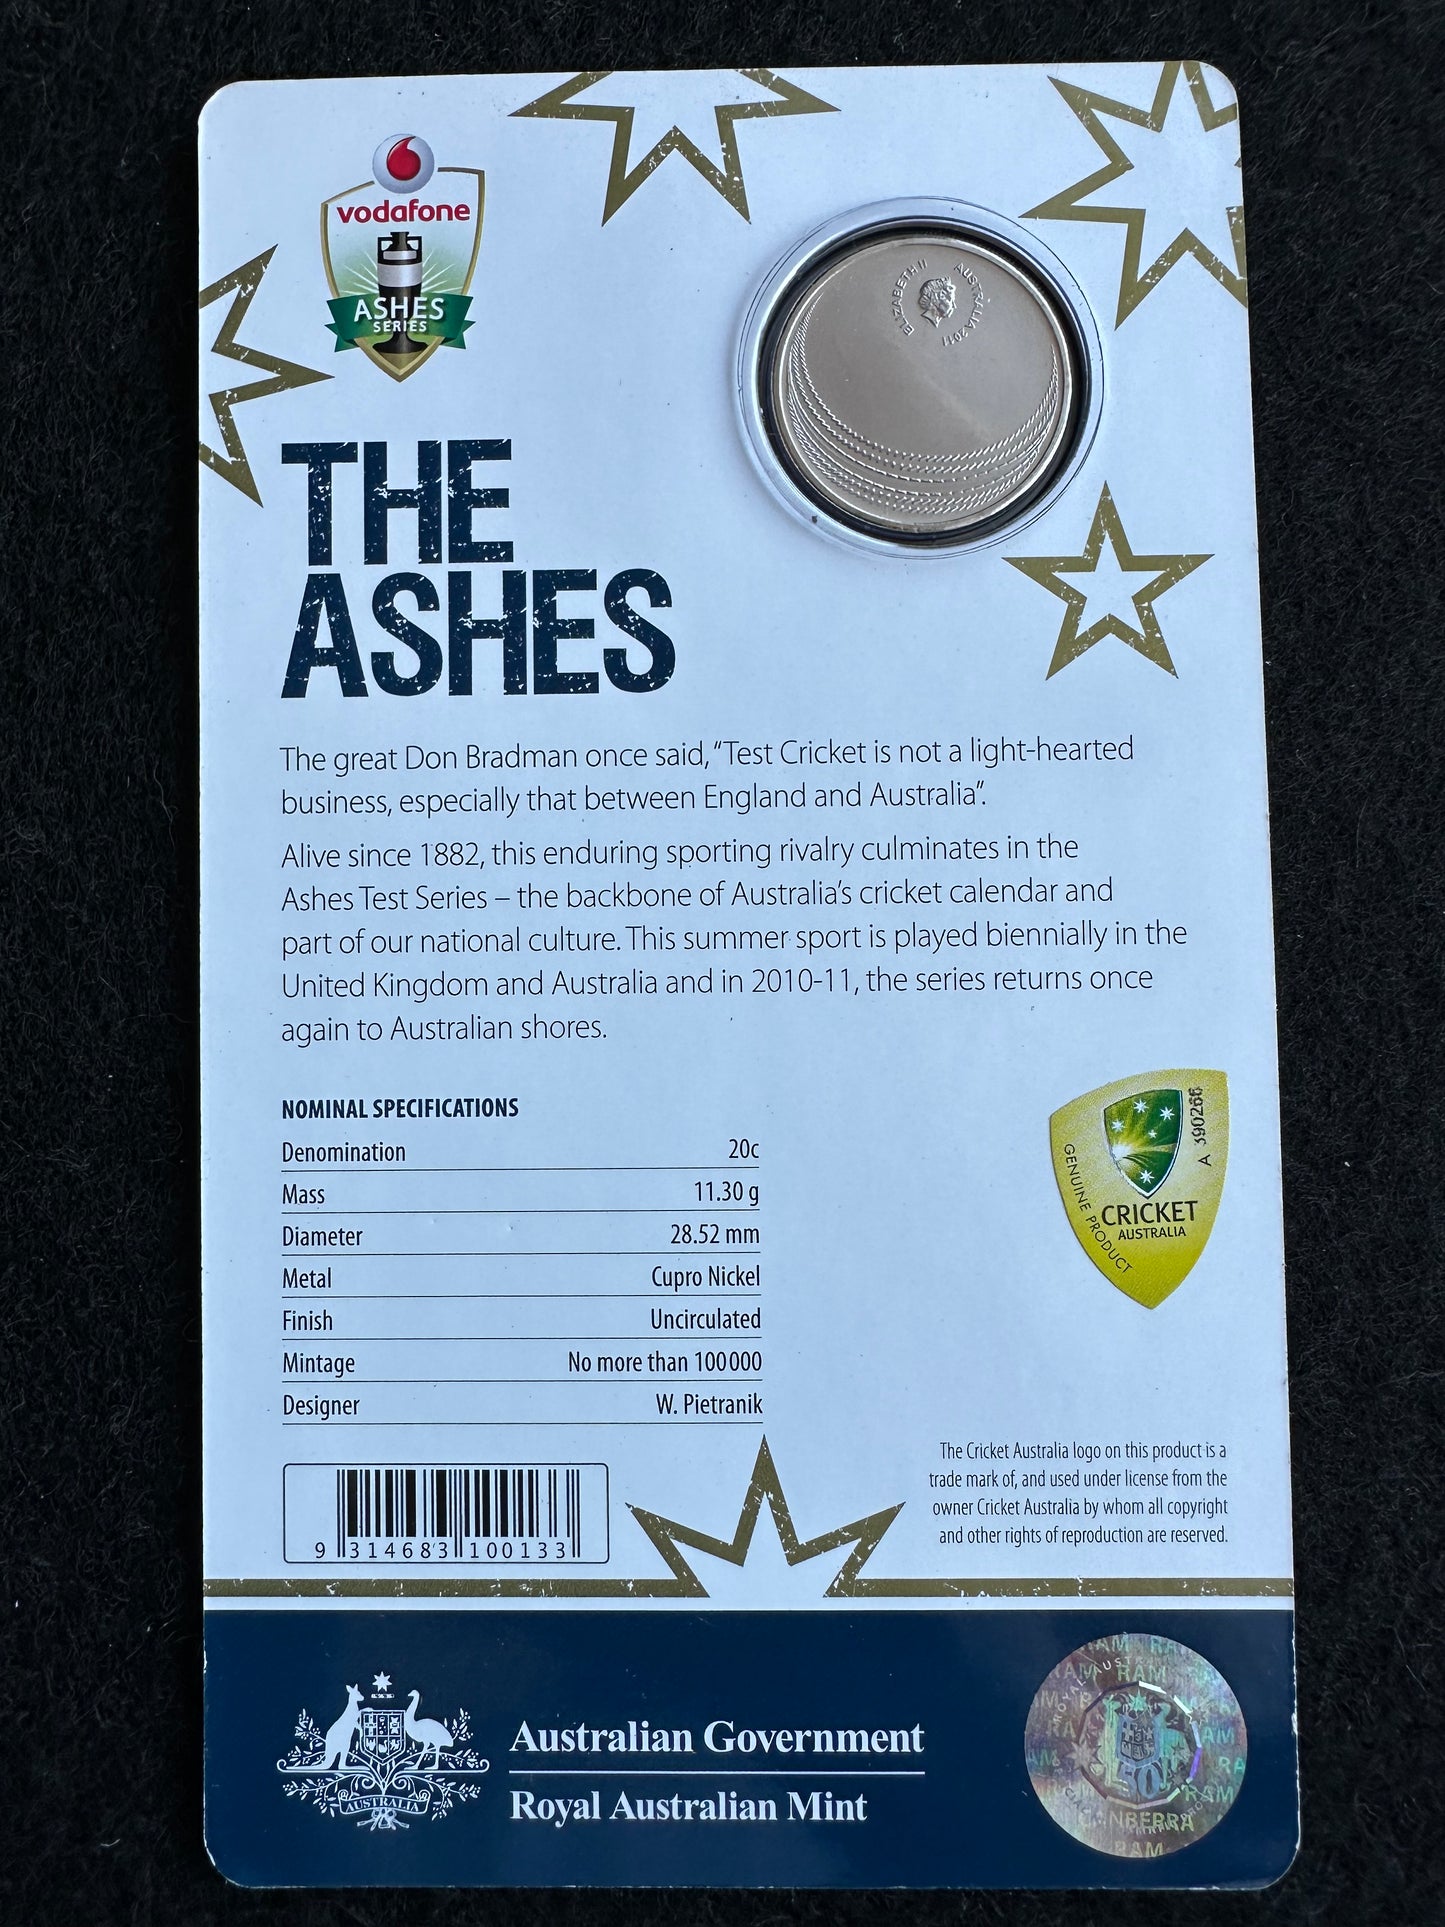 vodafone
ASHES
SERIES
ELIZABETH II AUSTRALIA 2011
THE
ASHES
The great Don Bradman once said, "Test Cricket is not a light-hearted
business, especially that between England and Australia".
Alive since 1882, this enduring sporting rivalry culminates in the
Ashes Test Series – the backbone of Australia's cricket calendar and
part of our national culture. This summer sport is played biennially in the
United Kingdom and Australia and in 2010-11, the series returns once
again to Australian shores.
NOMINAL SPECIFICATIONS
Denomination 20c
Mass 11.30 g
Diameter 28.52 mm
Metal Cupro Nickel
Finish Uncirculated
Mintage No more than 100 000
Designer W. Pietranik
A 390266
GENUINE PRODUCT
CRICKET
AUSTRALIA
The Cricket Australia logo on this product is a
trade mark of, and used under license from the
owner Cricket Australia by whom all copyright
and other rights of reproduction are reserved.
9 314683 100133
AUSTRALIA
Australian Government
Royal Australian Mint
RAM
50
CANBERRA
RAM